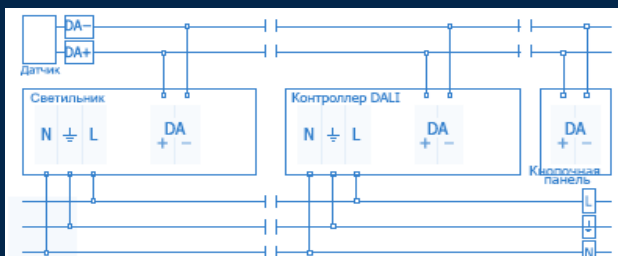 DA-
DA+
Датчик
Светильник
N L
DA
+ -
Контроллер DALI
N L
DA
+ -
DA
+ -
Кнопочная
панель
L
N